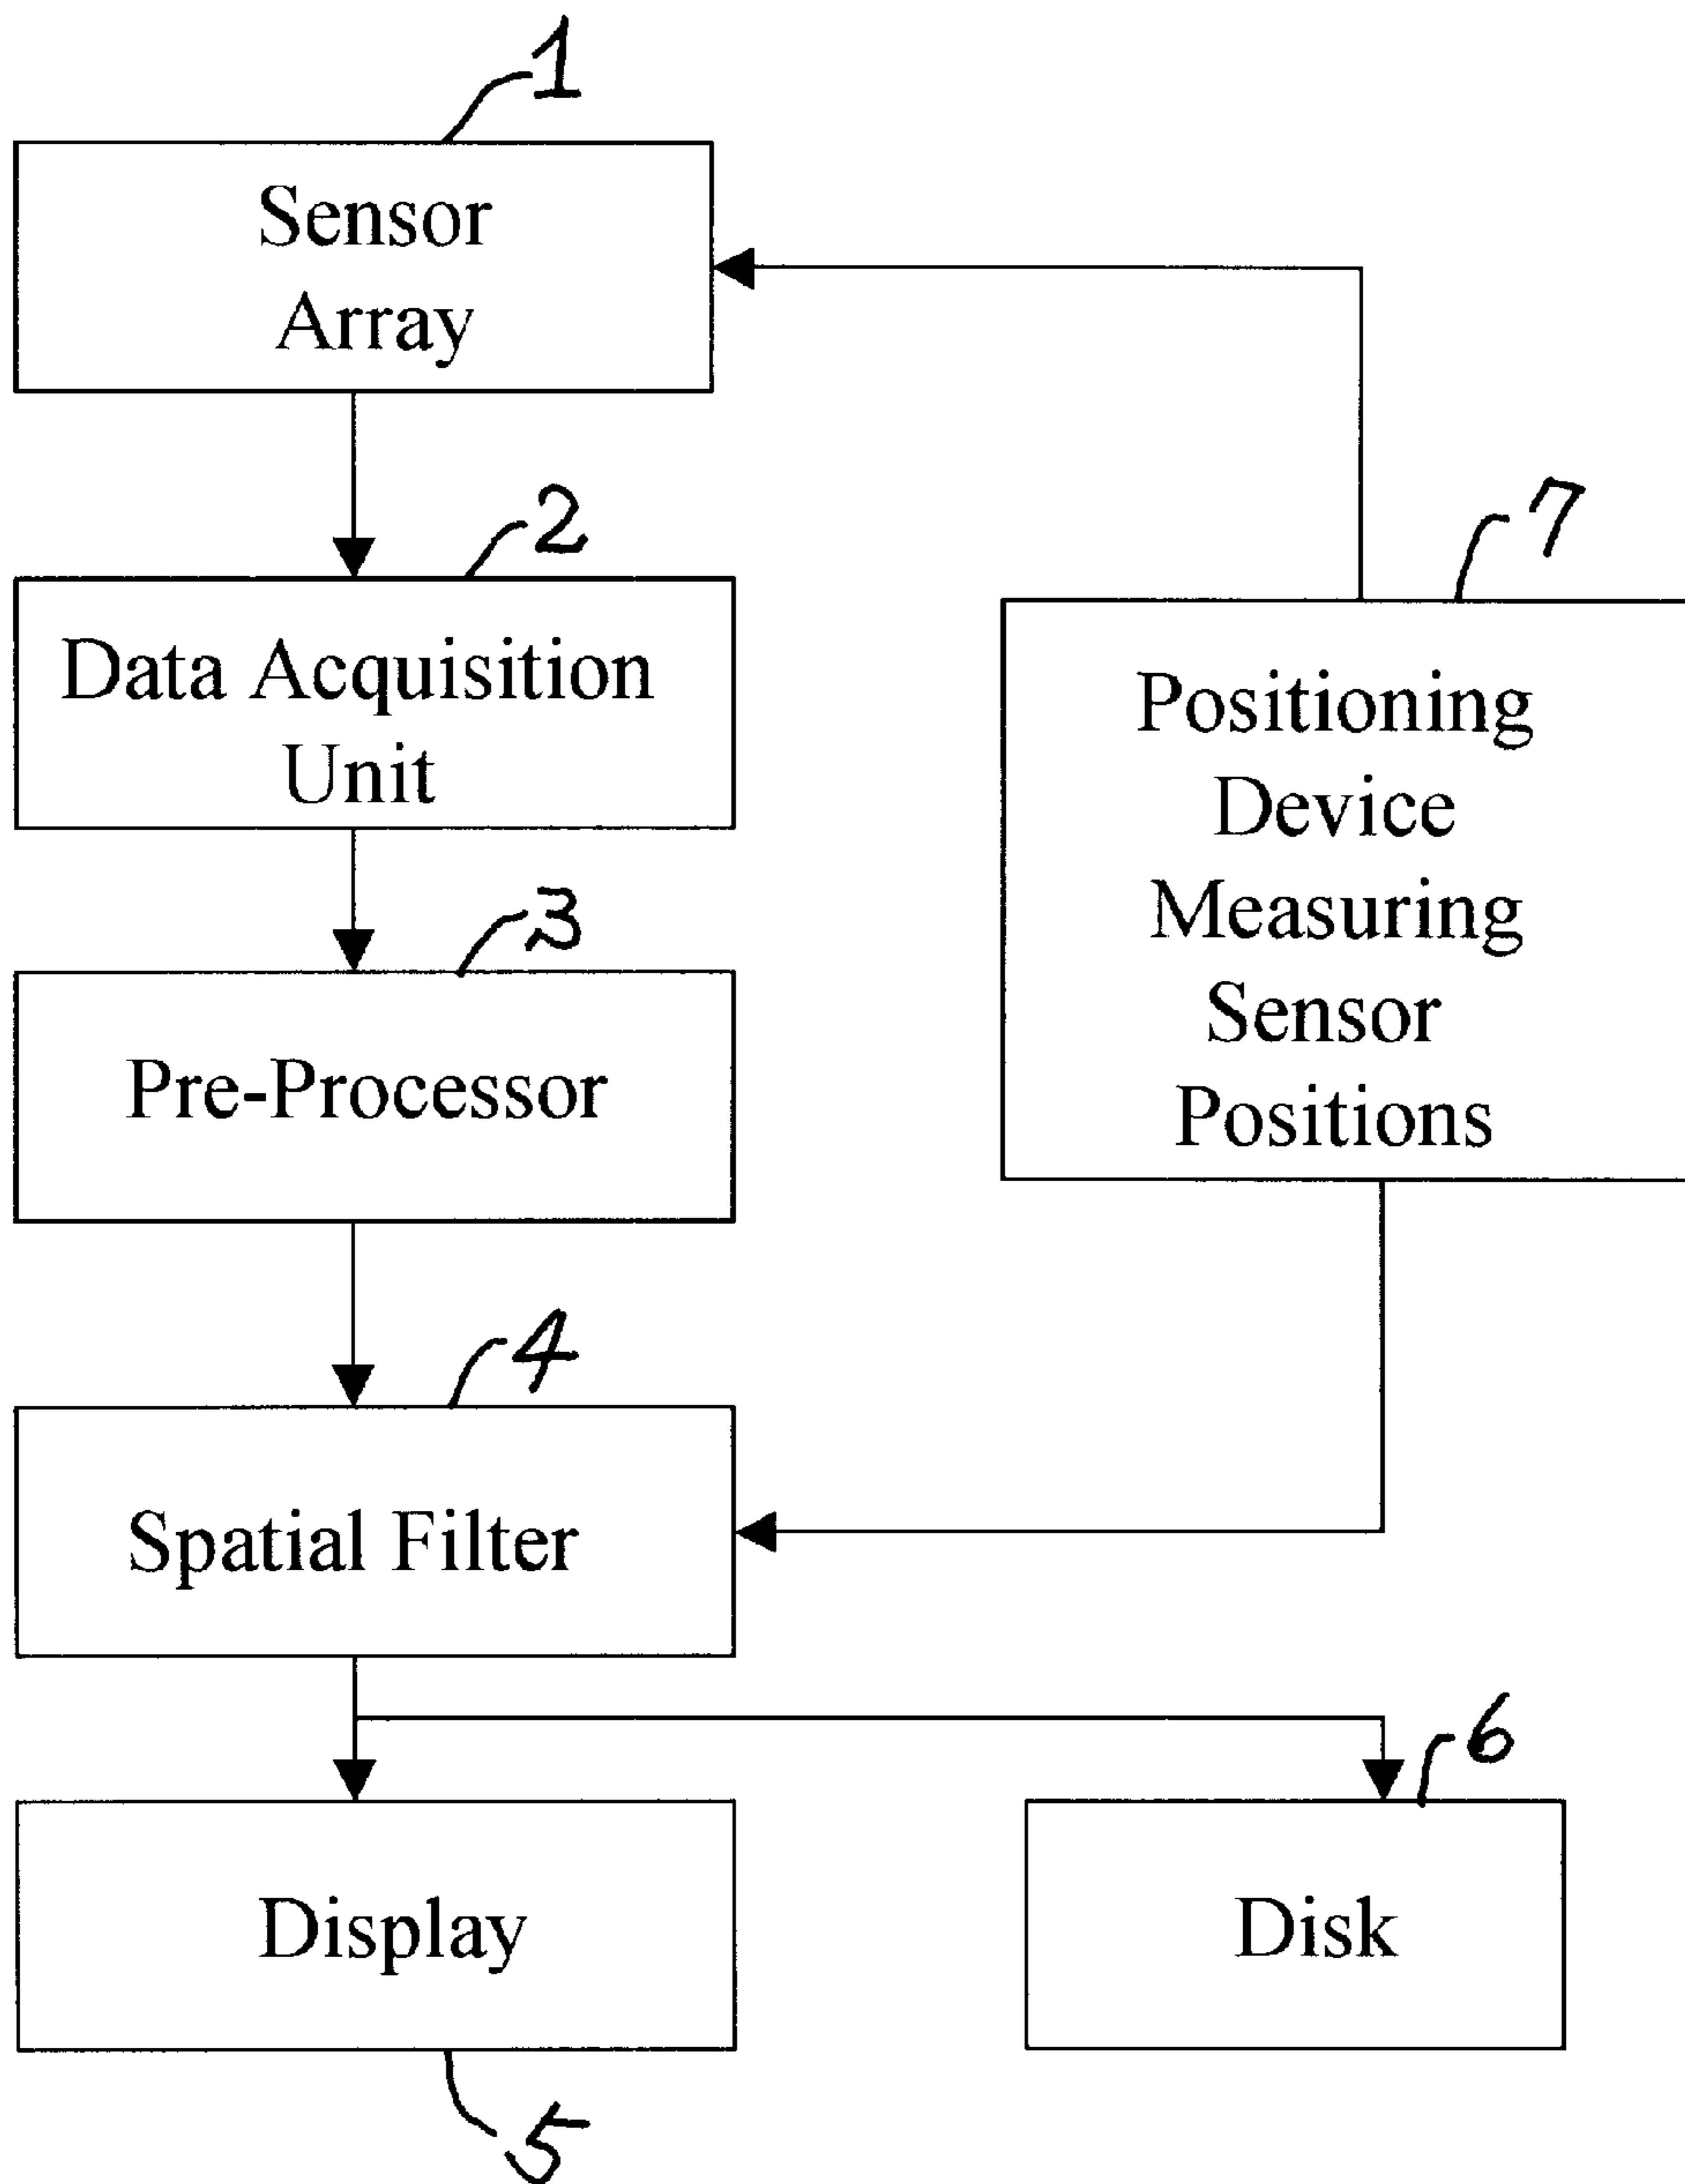 1
Sensor
Array
2
Data Acquisition
Unit
7
Positioning
Device
Measuring
Sensor
Positions
3
Pre-Processor
4
Spatial Filter
6
Display
Disk
5